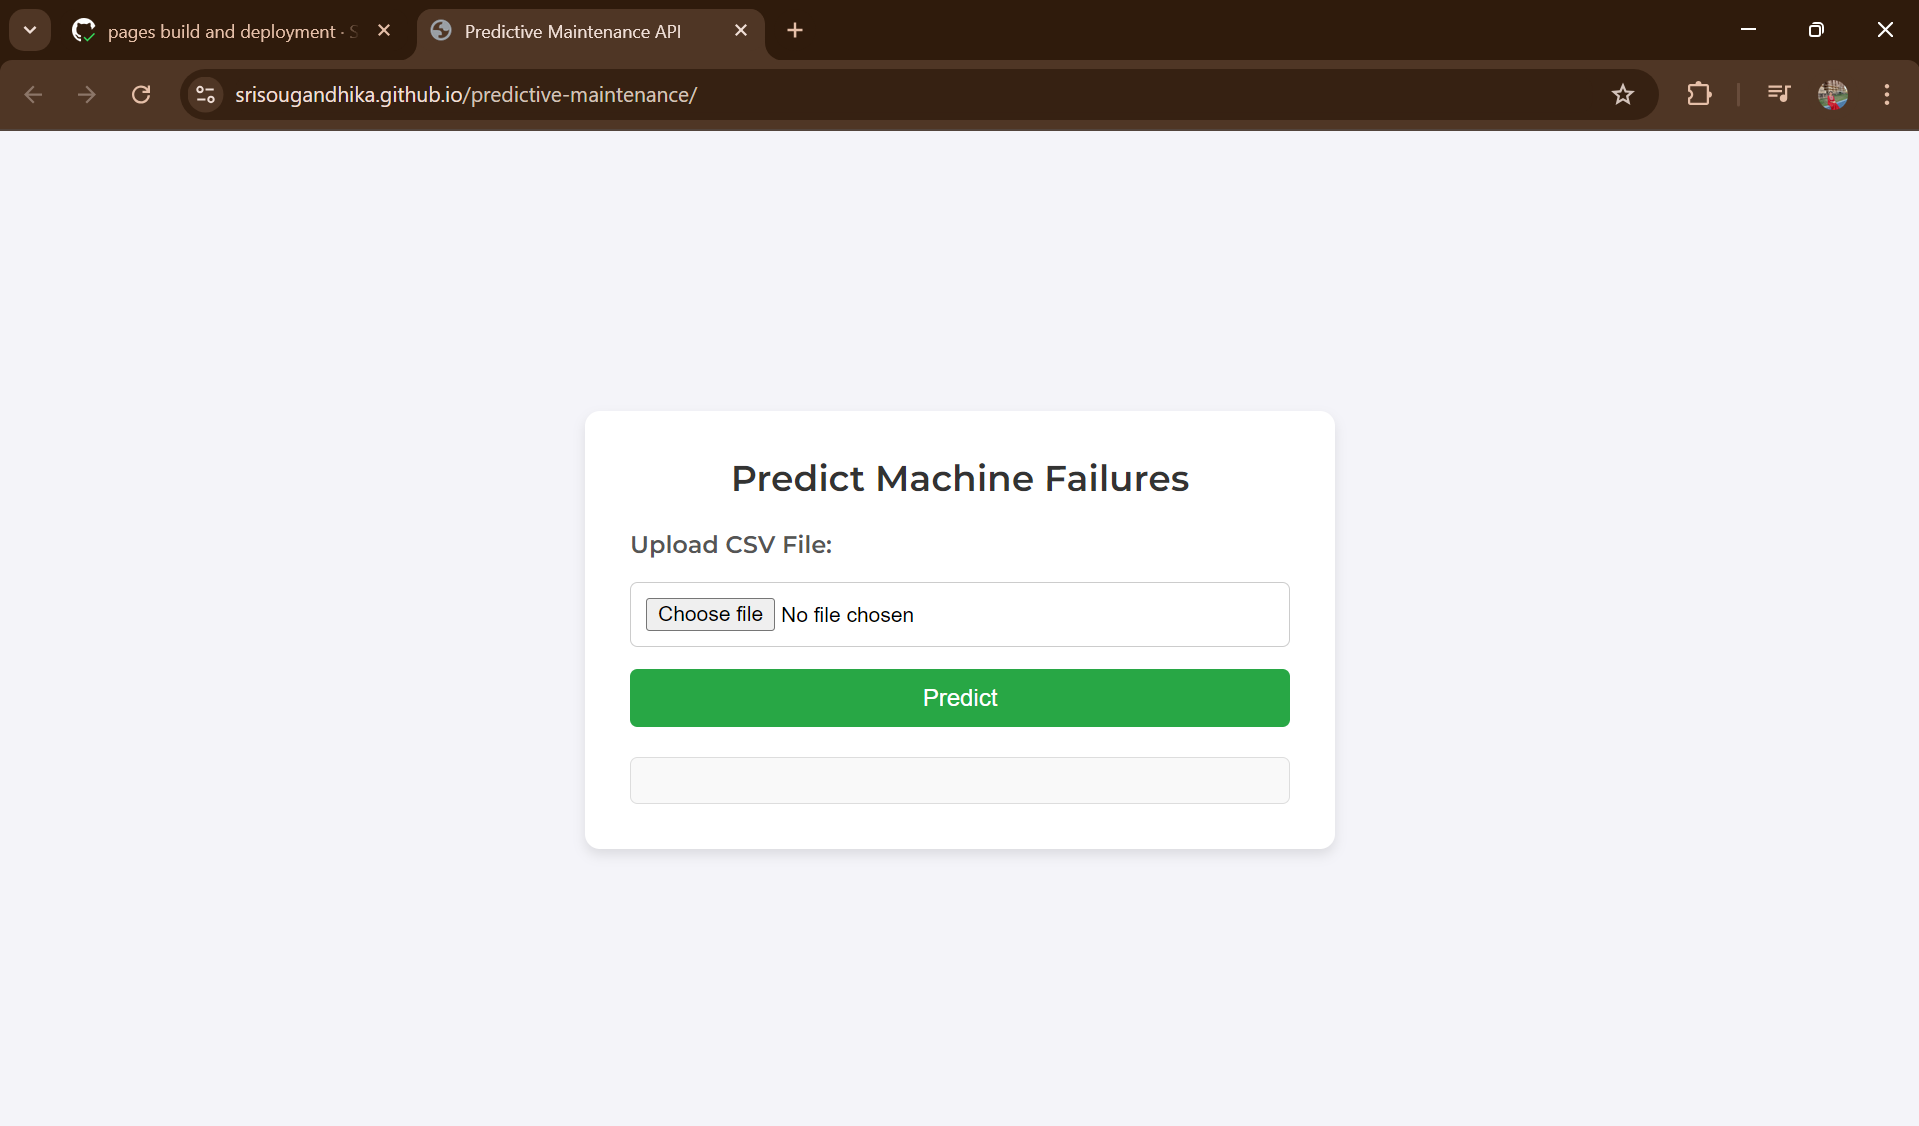 pages build and deployment · S
Predictive Maintenance API
srisougandhika.github.io/predictive-maintenance/
Predict Machine Failures
Upload CSV File:
Choose file No file chosen
Predict